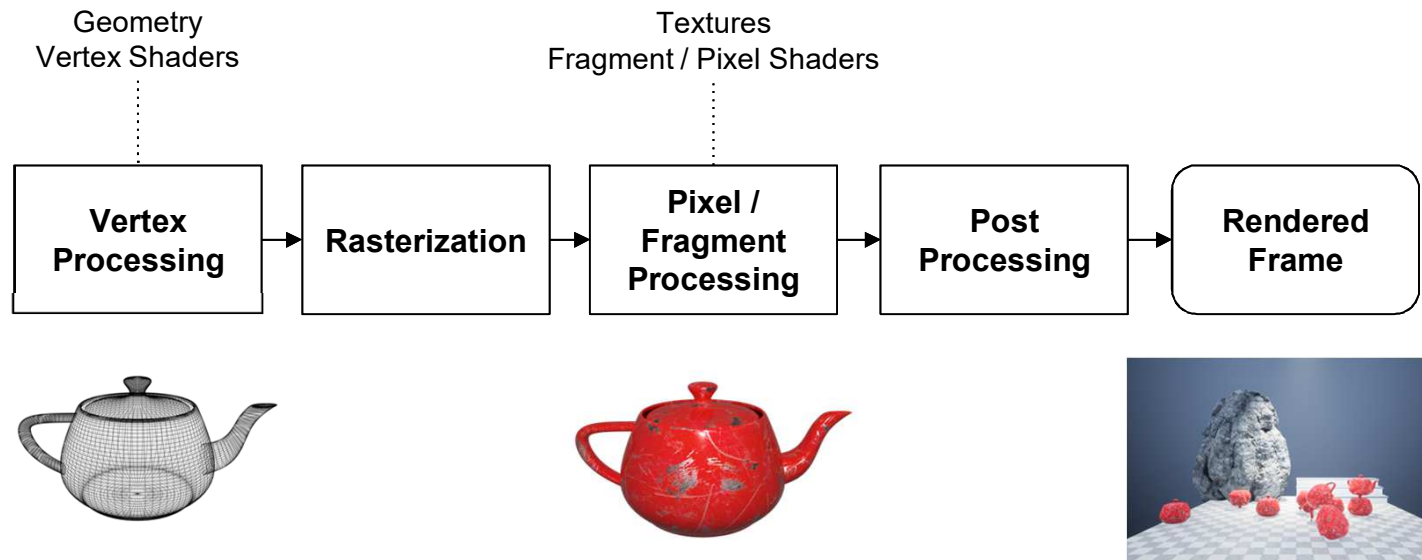 Geometry
Vertex Shaders
Textures
Fragment / Pixel Shaders
Vertex
Processing
Rasterization
Pixel /
Fragment
Processing
Post
Processing
Rendered
Frame